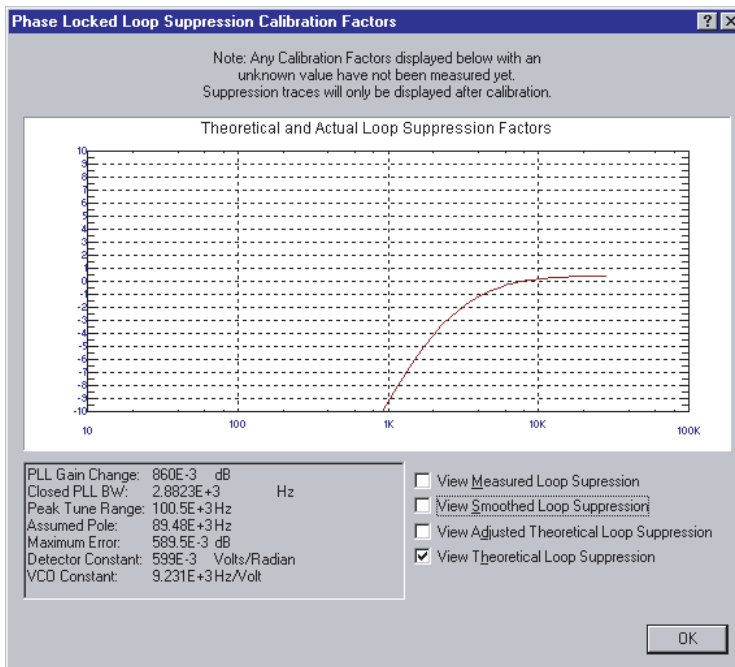 Phase Locked Loop Suppression Calibration Factors
Note: Any Calibration Factors displayed below with an
unknown value have not been measured yet.
Suppression traces will only be displayed after calibration.
Theoretical and Actual Loop Suppression Factors
10
9
8
7
6
5
4
3
2
1
0
-1
-2
-3
-4
-5
-6
-7
-8
-9
-10
10
100
1K
10K
100K
PLL Gain Change: 860E-3 dB
Closed PLL BW: 2.8823E+3 Hz
Peak Tune Range: 100.5E+3 Hz
Assumed Pole: 89.48E+3 Hz
Maximum Error: 589.5E-3 dB
Detector Constant: 599E-3 Volts/Radian
VCO Constant: 9.231E+3 Hz/Volt
View Measured Loop Supression
View Smoothed Loop Suppression
View Adjusted Theoretical Loop Suppression
View Theoretical Loop Suppression
OK